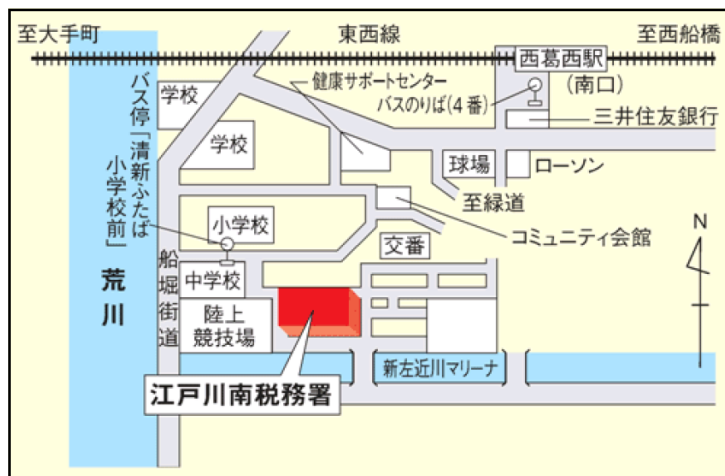 至大手町
東西線
至西船橋
西葛西駅
(南口)
健康サポートセンター
バスのりば(4番)
三井住友銀行
学校
学校
球場
ローソン
至緑道
バス停「清新ふたば
小学校前」
小学校
コミュニティ会館
交番
N
荒川
船堀街道
中学校
陸上
競技場
新左近川マリーナ
江戸川南税務署